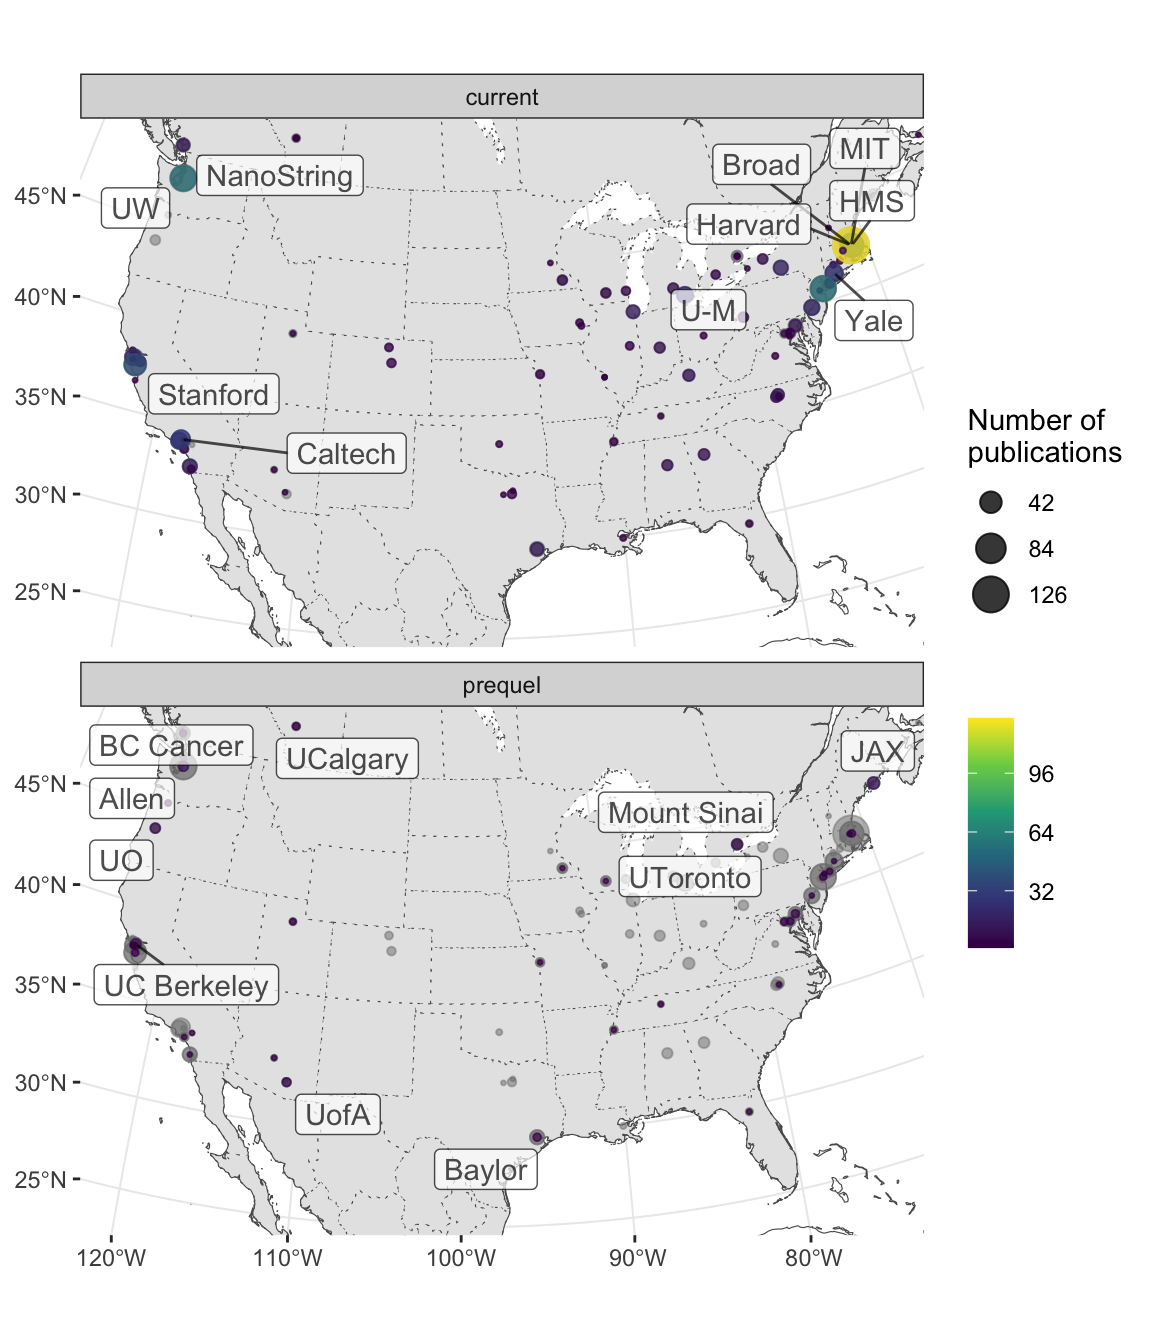 current
MIT
Broad
NanoString
45°N
UW
HMS
Harvard
40°N
U-M
Yale
35°N
Stanford
Caltech
30°N
25°N
prequel
BC Cancer
UCalgary
JAX
45°N
Allen
Mount Sinai
UO
UToronto
40°N
35°N
UC Berkeley
30°N
UofA
Baylor
25°N
120°W
110°W
100°W
90°W
80°W
Number of
publications
42
84
126
96
64
32